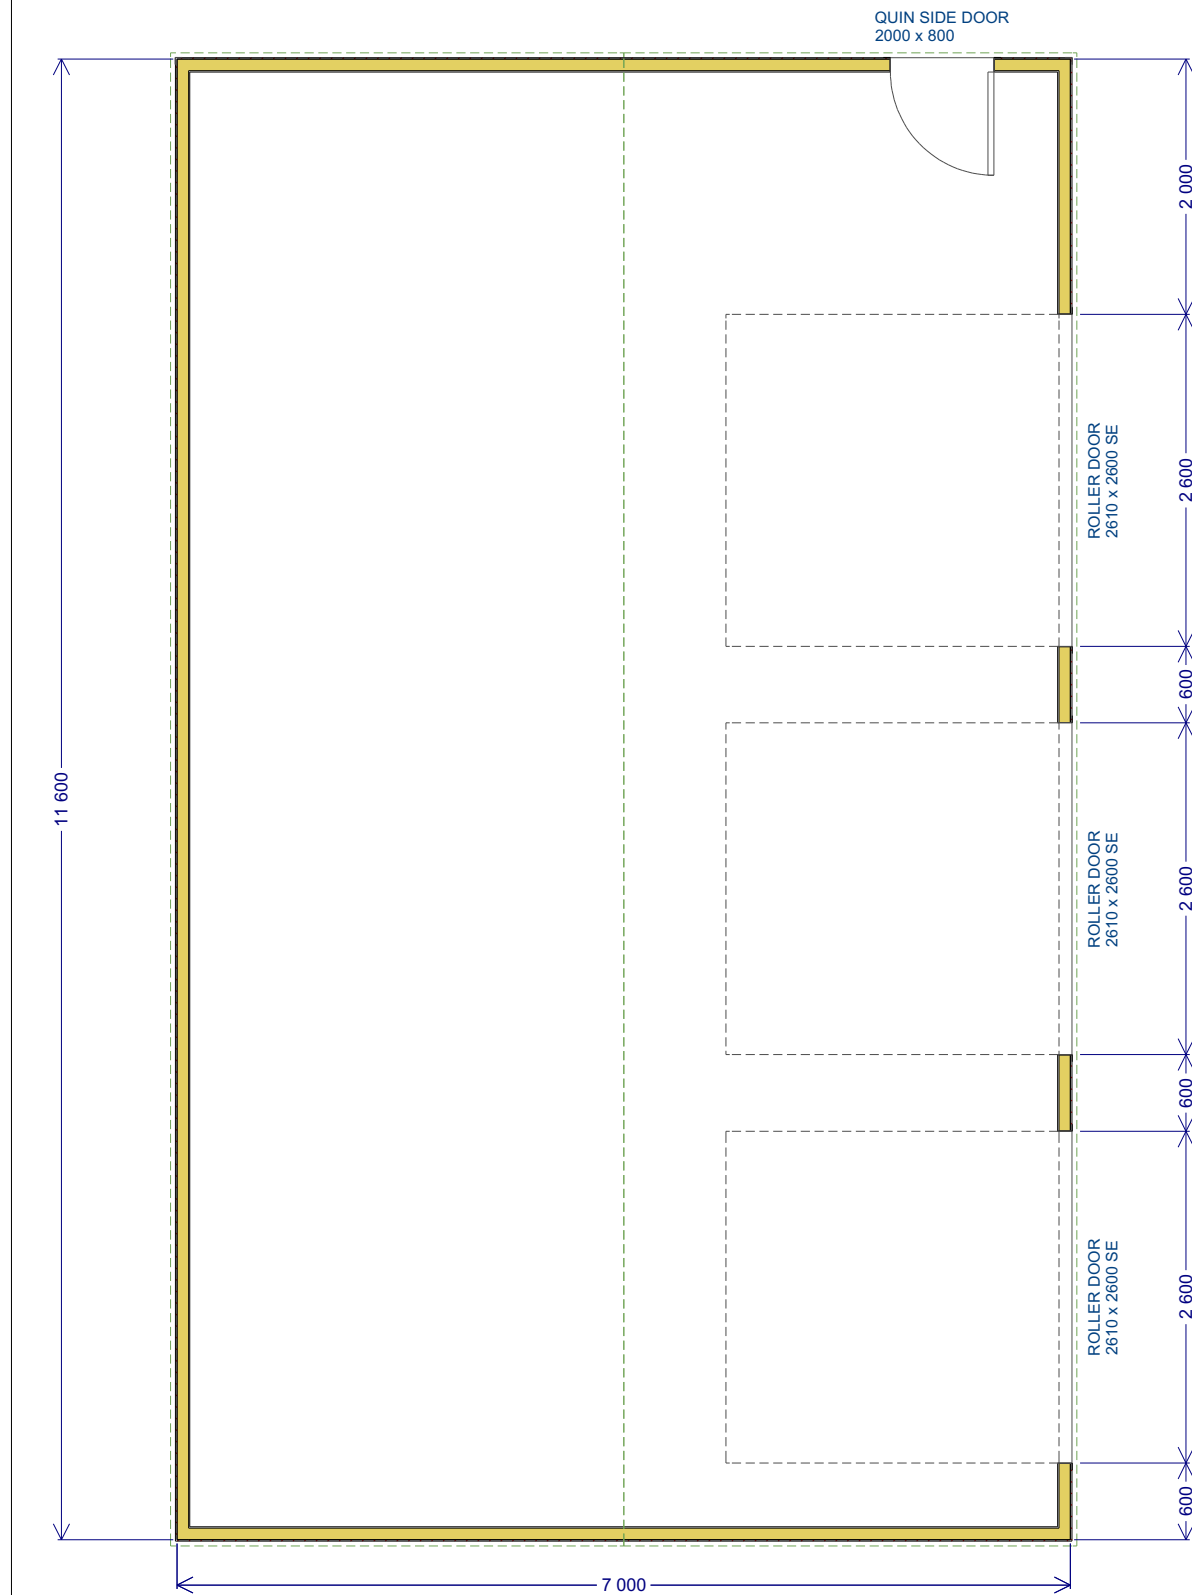 QUIN SIDE DOOR
2000 x 800
2 000
ROLLER DOOR
2610 x 2600 SE
2 600
600
11 600
ROLLER DOOR
2610 x 2600 SE
2 600
600
ROLLER DOOR
2610 x 2600 SE
2 600
600
7 000